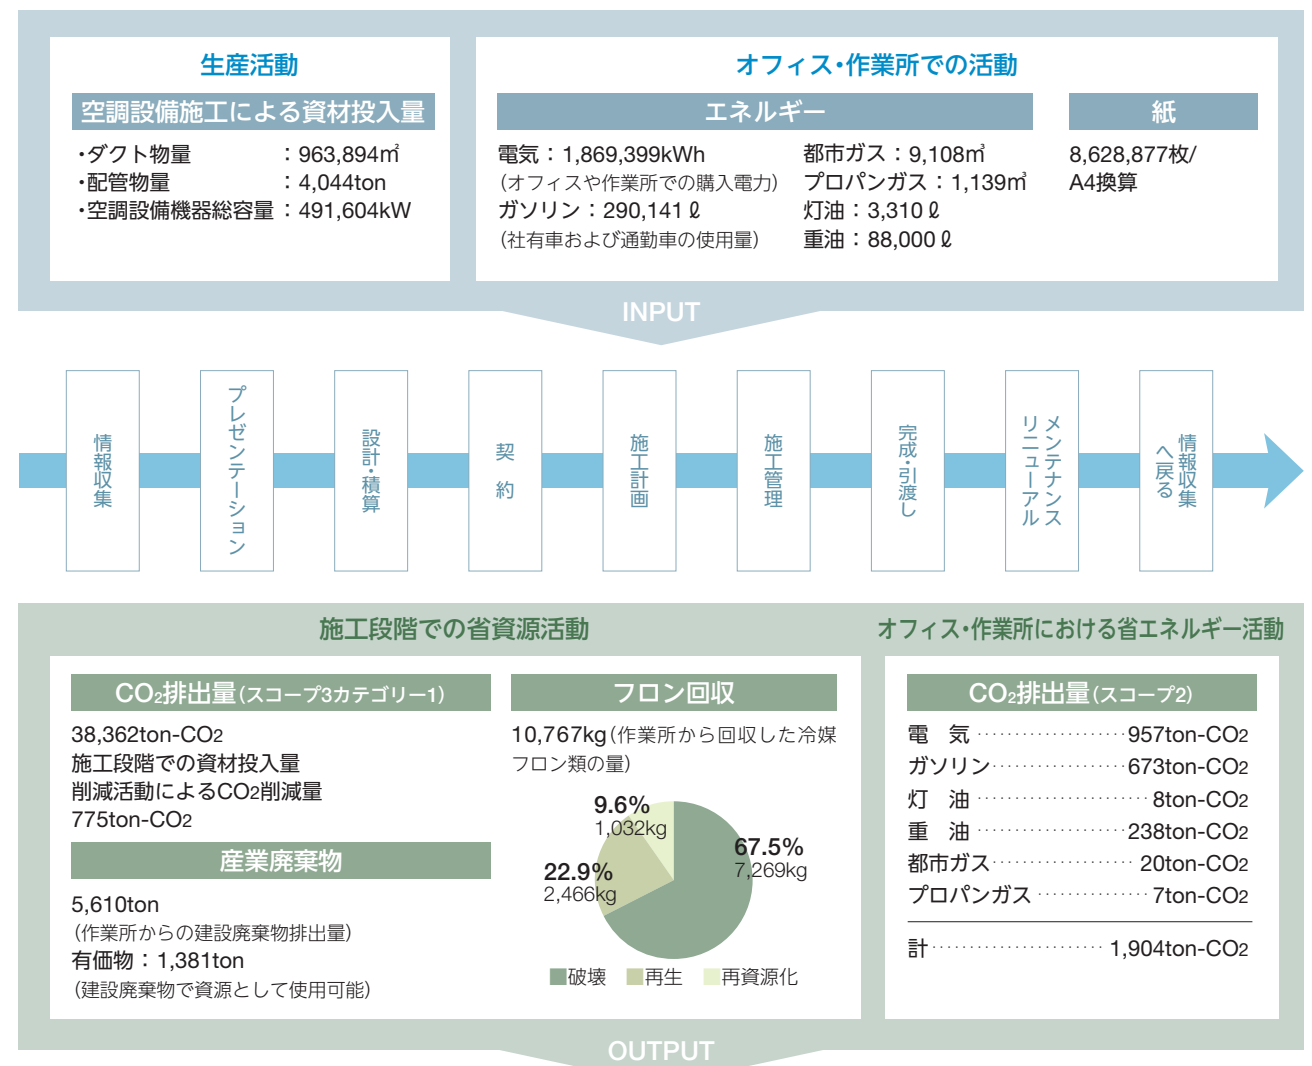 生産活動
空調設備施工による資材投入量
・ダクト物量 ：963,894㎡
・配管物量 ：4,044ton
・空調設備機器総容量：491,604kW
オフィス・作業所での活動
エネルギー
電気：1,869,399kWh
(オフィスや作業所での購入電力)
ガソリン：290,141ℓ
(社有車および通勤車の使用量)
都市ガス：9,108㎥
プロパンガス：1,139㎥
灯油：3,310ℓ
重油：88,000ℓ
紙
8,628,877枚/
A4換算
INPUT
情報収集
プレゼンテーション
設計・積算
契 約
施工計画
施工管理
完成・引渡し
メンテナンス
リニューアル
情報収集
へ戻る
施工段階での省資源活動
CO2排出量(スコープ3カテゴリー1)
38,362ton-CO2
施工段階での資材投入量
削減活動によるCO2削減量
775ton-CO2
産業廃棄物
5,610ton
(作業所からの建設廃棄物排出量)
有価物：1,381ton
(建設廃棄物で資源として使用可能)
フロン回収
10,767kg(作業所から回収した冷媒
フロン類の量)
9.6%
1,032kg
22.9%
2,466kg
67.5%
7,269kg
破壊 再生 再資源化
オフィス・作業所における省エネルギー活動
CO2排出量(スコープ2)
電 気 ････････････････････ 957ton-CO2
ガソリン ･･････････････････ 673ton-CO2
灯 油 ･･･････････････････････ 8ton-CO2
重 油 ････････････････････ 238ton-CO2
都市ガス ･･･････････････････ 20ton-CO2
プロパンガス ･･･････････････ 7ton-CO2
計 ･･･････････････････････ 1,904ton-CO2
OUTPUT